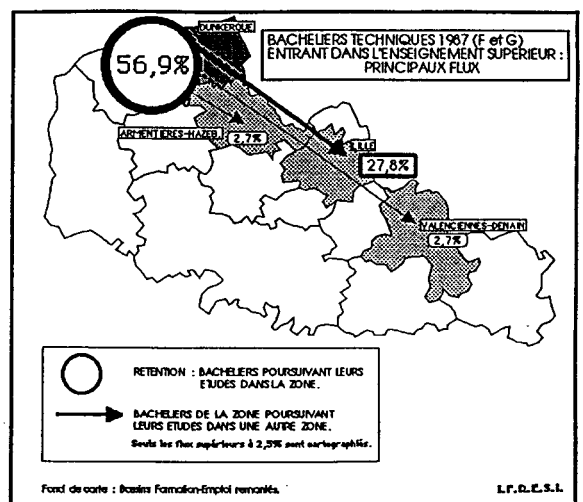 DUNKERQUE
56,9%
BACHELIERS TECHNIQUES 1987 (F et G)
ENTRANT DANS L'ENSEIGNEMENT SUPERIEUR :
PRINCIPAUX FLUX
ARMENTIERES-HAZEB.
2,7%
LILLE
27,8%
VALENCIENNES-DENAIN
2,7%
RETENTION : BACHELIERS POURSUIVANT LEURS
ETUDES DANS LA ZONE.
BACHELIERS DE LA ZONE POURSUIVANT
LEURS ETUDES DANS UNE AUTRE ZONE.
Seuls les flux supérieurs à 2,5% sont cartographiés.
Fond de carte : Bassins Formation-Emploi remaniés.
I.F.R.E.S.I.